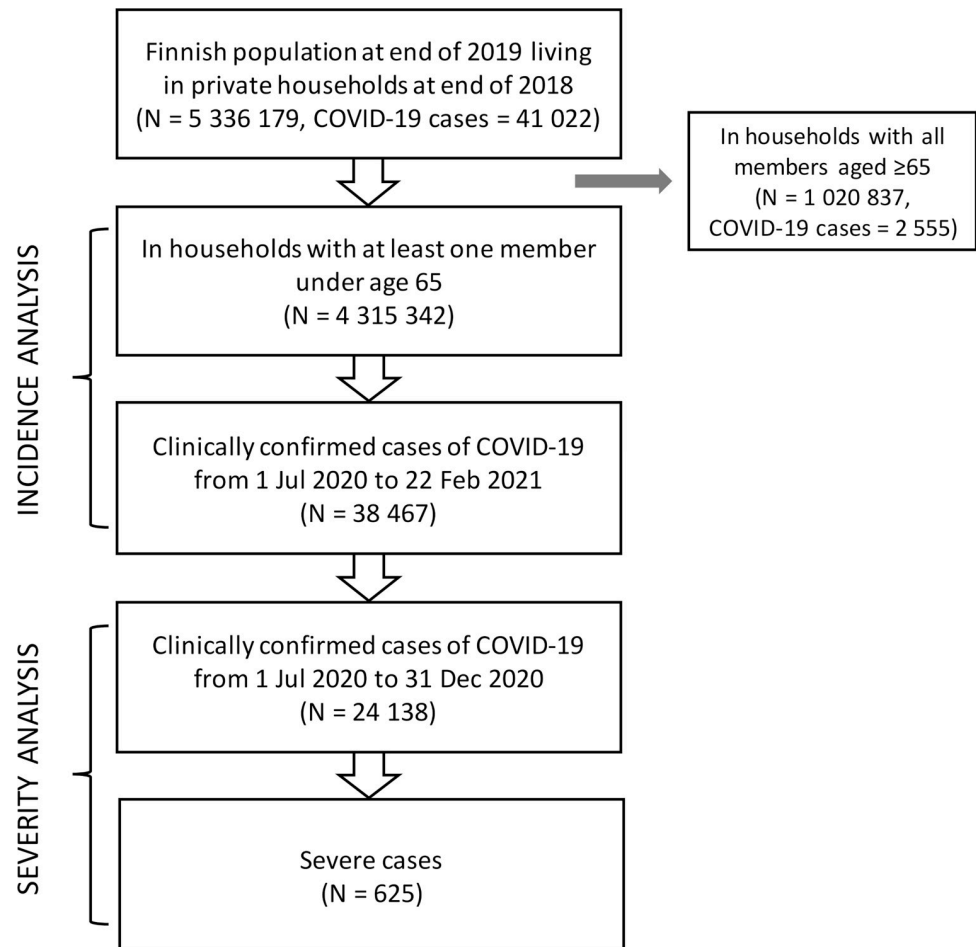 Finnish population at end of 2019 living
in private households at end of 2018
(N = 5 336 179, COVID-19 cases = 41 022)
In households with all
members aged ≥65
(N = 1 020 837,
COVID-19 cases = 2 555)
INCIDENCE ANALYSIS
In households with at least one member
under age 65
(N = 4 315 342)
Clinically confirmed cases of COVID-19
from 1 Jul 2020 to 22 Feb 2021
(N = 38 467)
SEVERITY ANALYSIS
Clinically confirmed cases of COVID-19
from 1 Jul 2020 to 31 Dec 2020
(N = 24 138)
Severe cases
(N = 625)